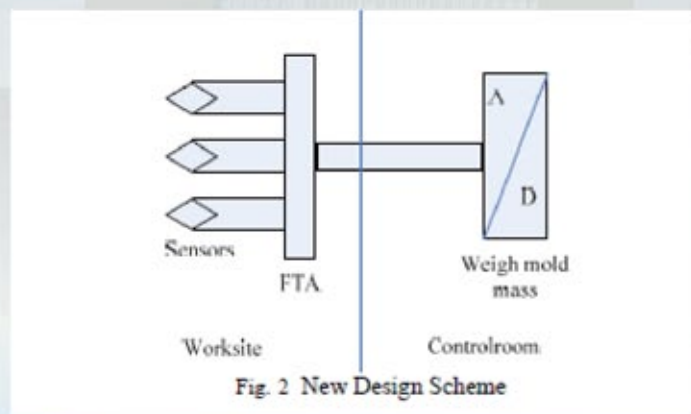 A
D
Sensors
FTA
Weigh mold
mass
Worksite
Controlroom
Fig. 2 New Design Scheme